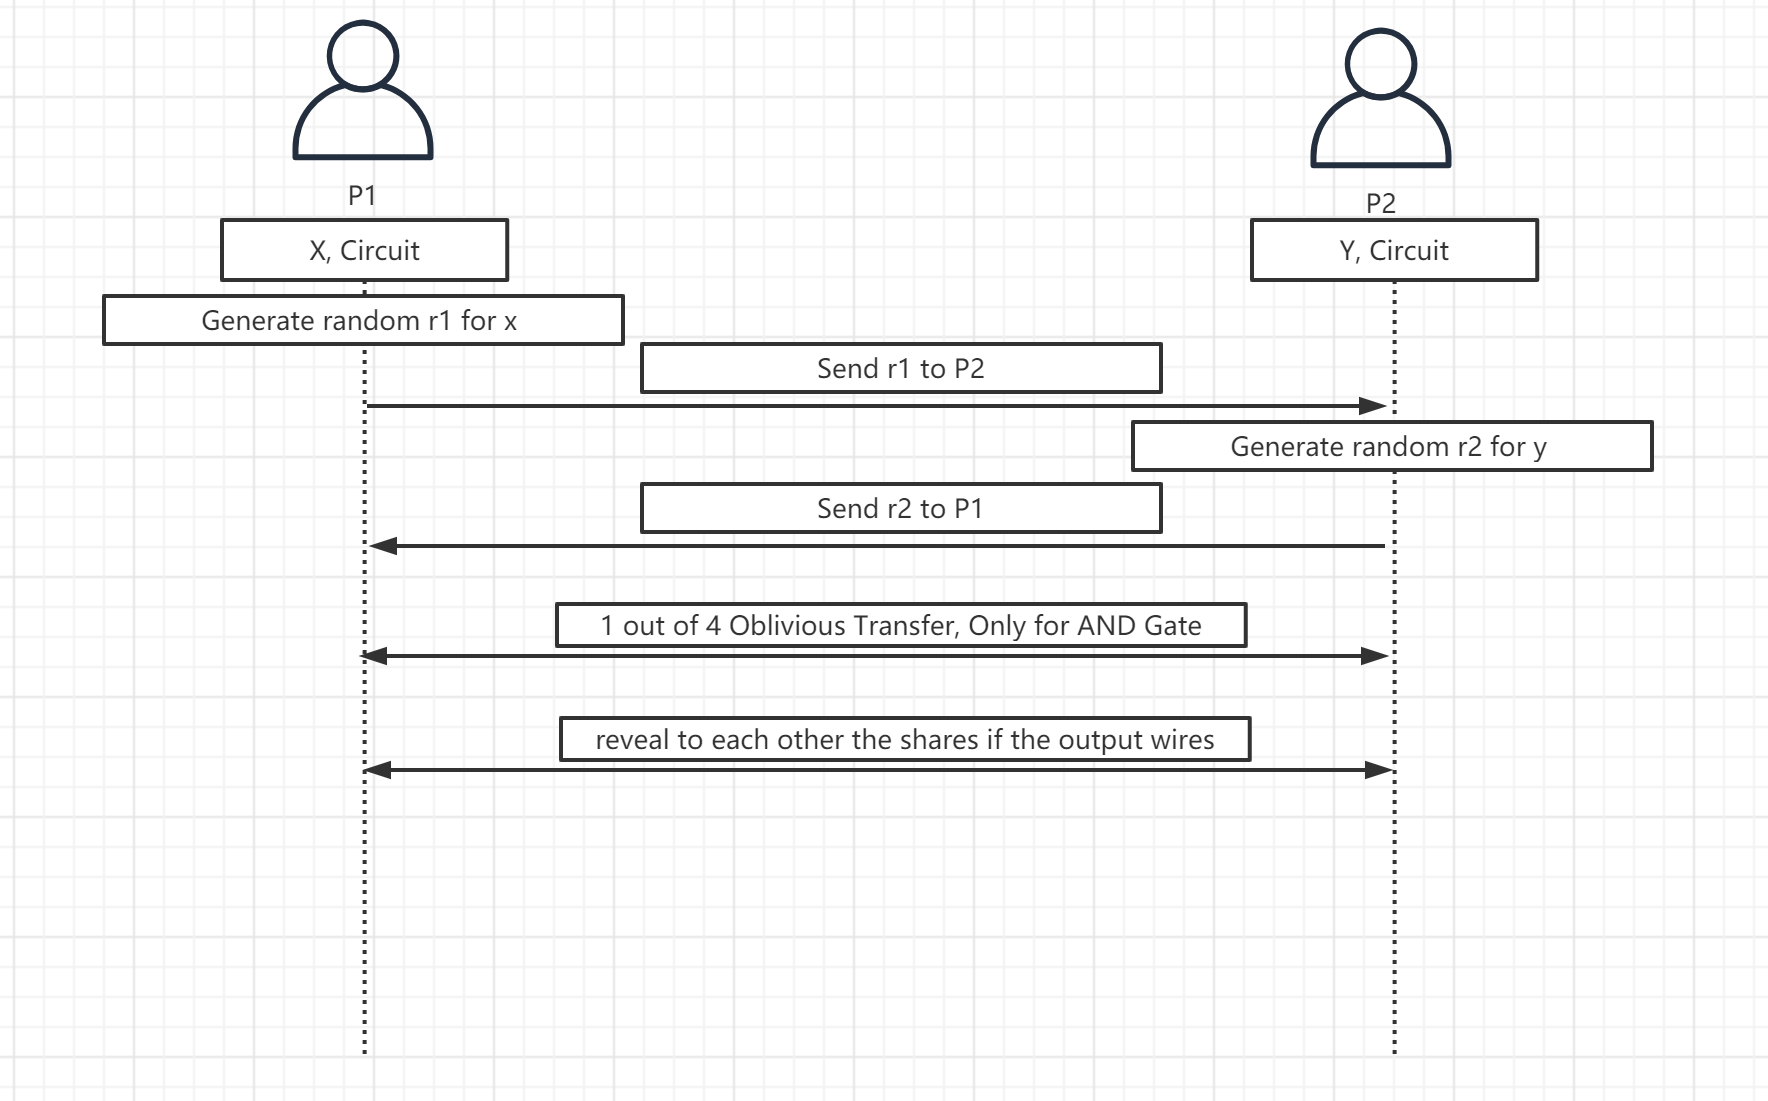 P1
P2
X, Circuit
Y, Circuit
Generate random r1 for x
Send r1 to P2
Generate random r2 for y
Send r2 to P1
1 out of 4 Oblivious Transfer, Only for AND Gate
reveal to each other the shares if the output wires